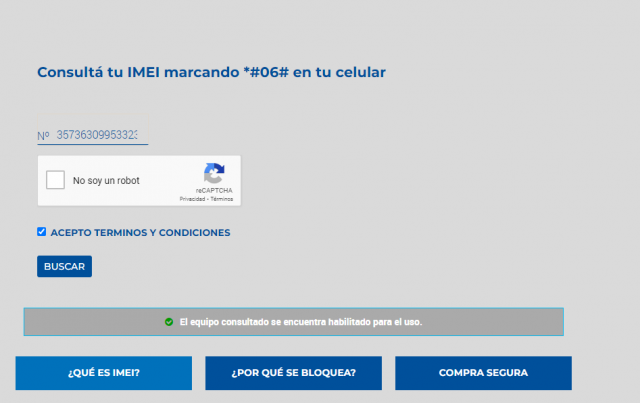 Consultá tu IMEI marcando *#06# en tu celular
Nº 35736309953323
No soy un robot
reCAPTCHA
Privacidad • Términos
ACEPTO TERMINOS Y CONDICIONES
BUSCAR
El equipo consultado se encuentra habilitado para el uso.
¿QUÉ ES IMEI? ¿POR QUÉ SE BLOQUEA? COMPRA SEGURA